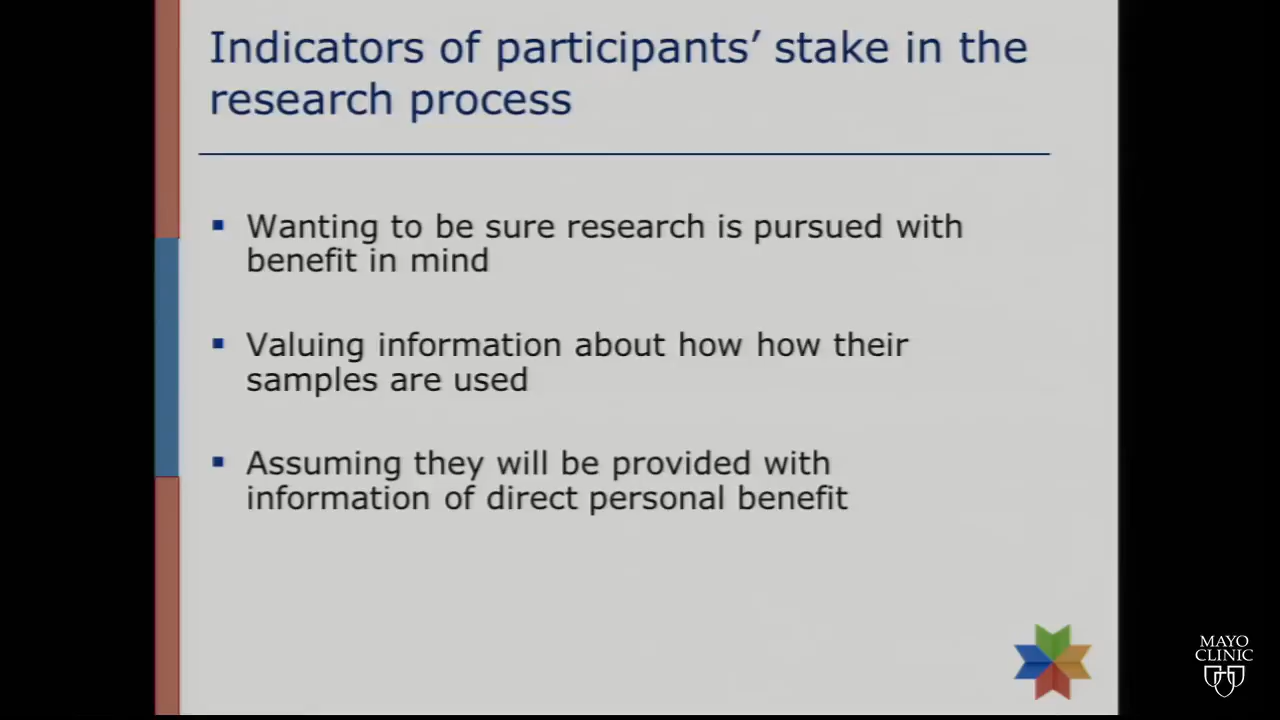 Indicators of participants’ stake in the
research process
▪ Wanting to be sure research is pursued with
benefit in mind
▪ Valuing information about how how their
samples are used
▪ Assuming they will be provided with
information of direct personal benefit
MAYO
CLINIC